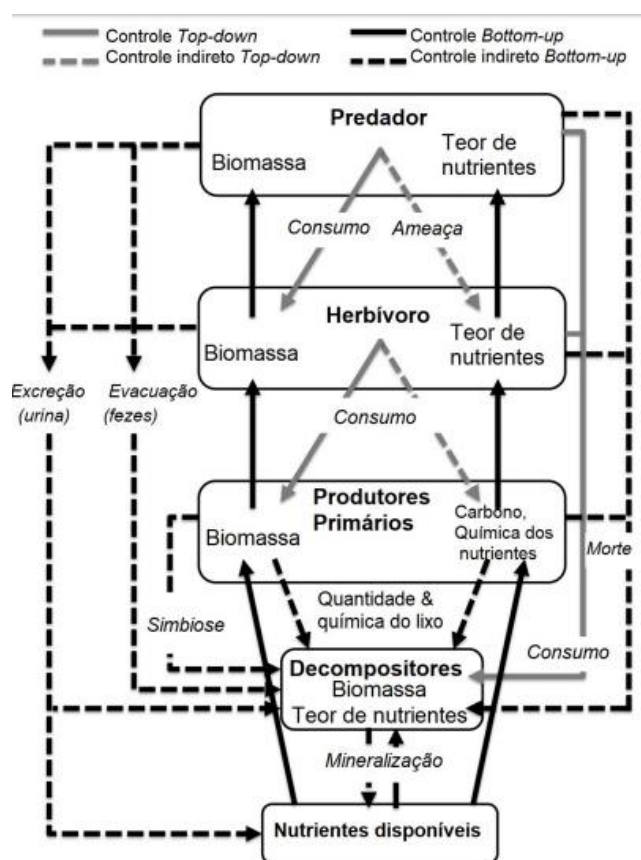 Controle Top-down
Controle Bottom-up
Controle indireto Top-down
Controle indireto Bottom-up
Predador
Biomassa
Teor de
nutrientes
Consumo
Ameaça
Herbívoro
Biomassa
Teor de
nutrientes
Excreção
(urina)
Evacuação
(fezes)
Consumo
Produtores
Primários
Biomassa
Carbono,
Química dos
nutrientes
Morte
Simbiose
Quantidade &
química do lixo
Consumo
Decompositores
Biomassa
Teor de nutrientes
Mineralização
Nutrientes disponíveis